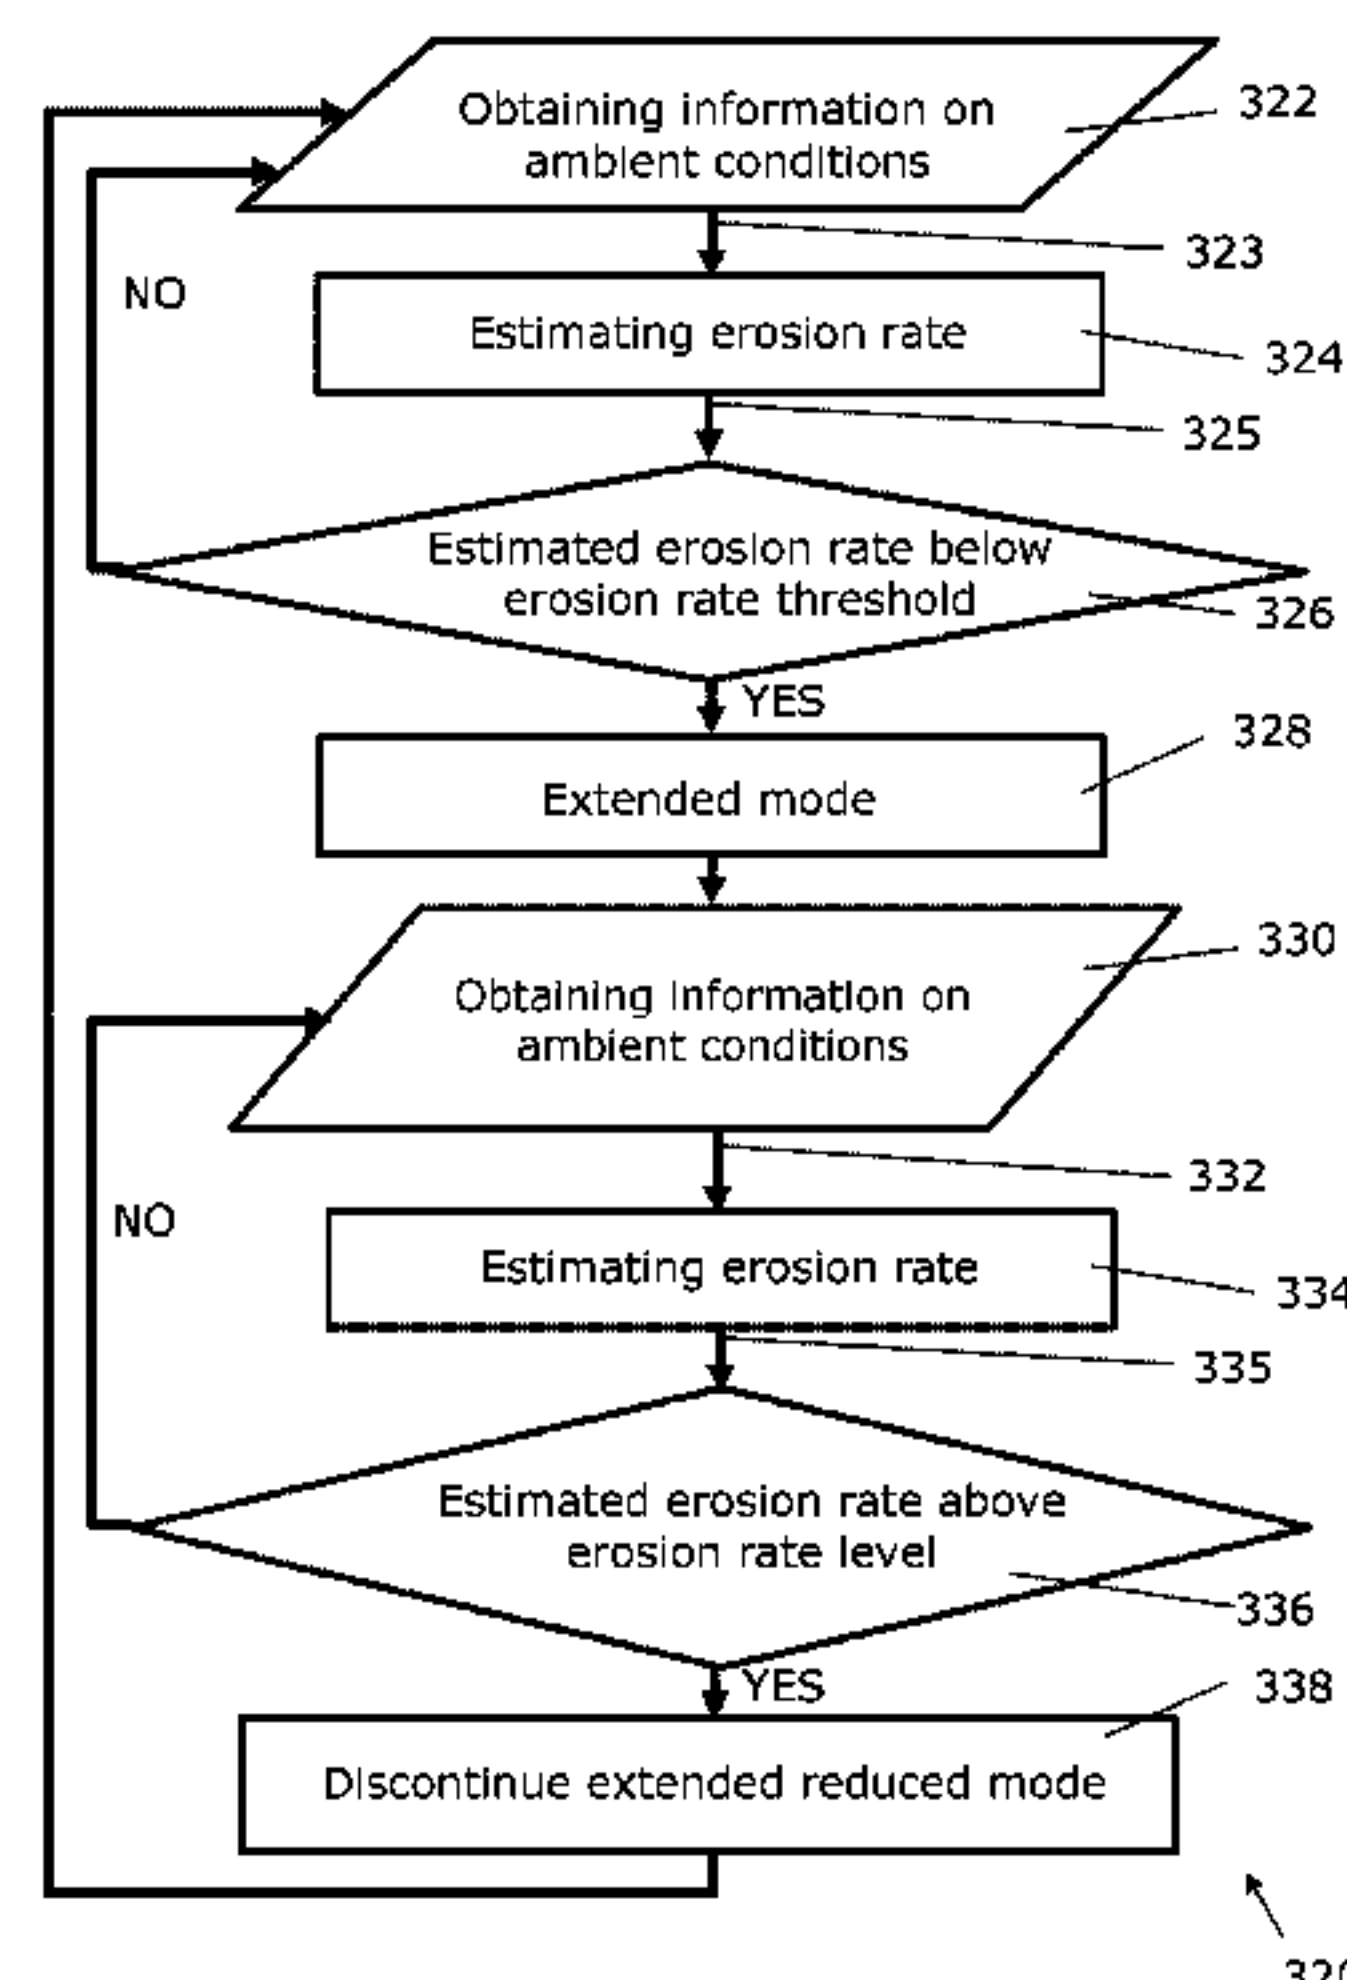 Obtaining information on
ambient conditions
322
323
NO
Estimating erosion rate
324
325
Estimated erosion rate below
erosion rate threshold
326
YES
328
Extended mode
330
Obtaining information on
ambient conditions
332
NO
Estimating erosion rate
334
335
Estimated erosion rate above
erosion rate level
336
YES
338
Discontinue extended reduced mode
320